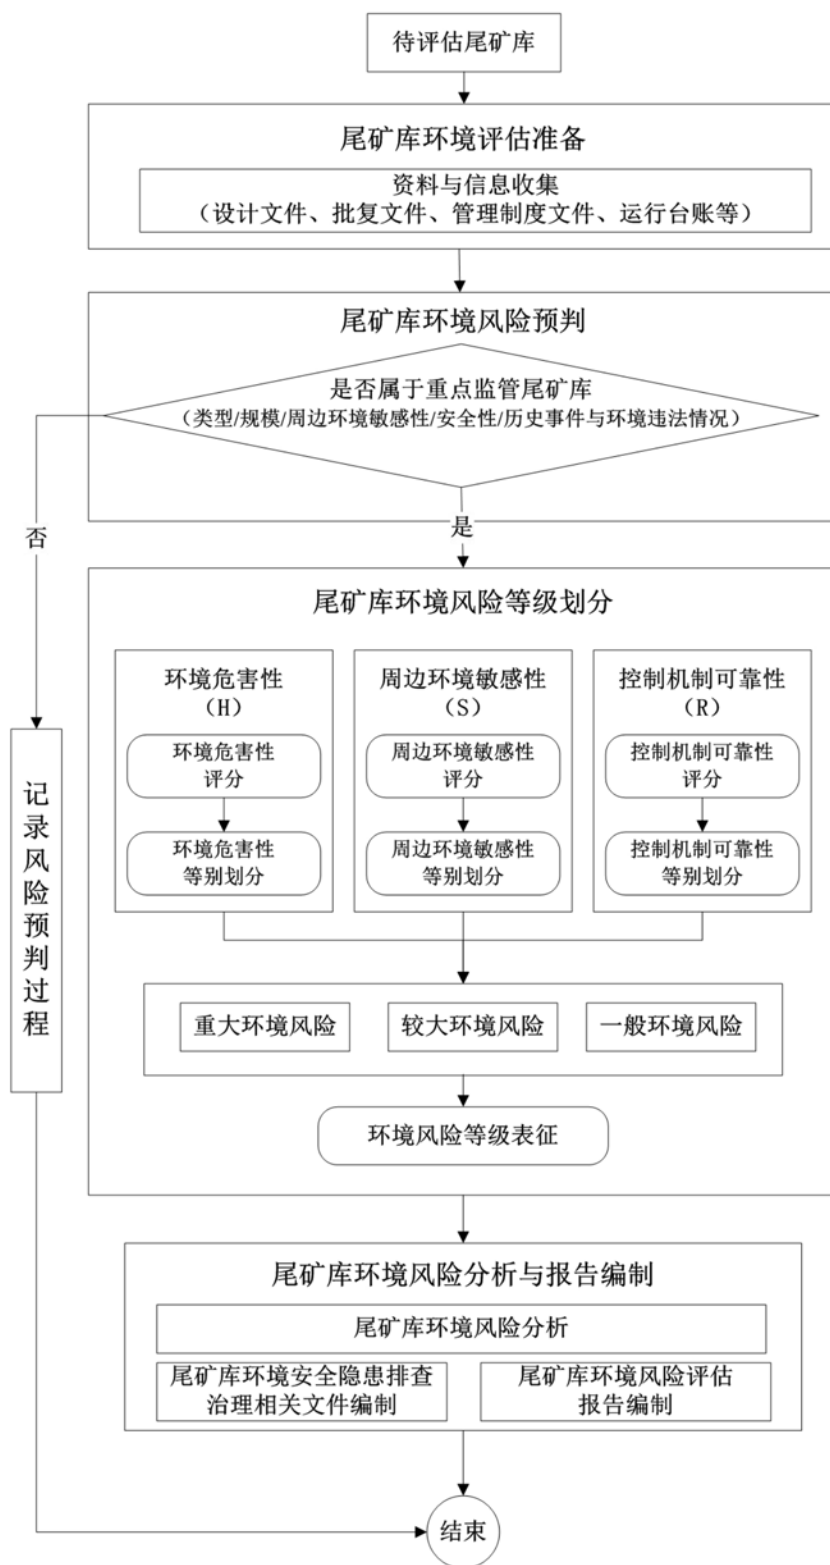 待评估尾矿库
尾矿库环境评估准备
资料与信息收集
（设计文件、批复文件、管理制度文件、运行台账等）
尾矿库环境风险预判
是否属于重点监管尾矿库
（类型/规模/周边环境敏感性/安全性/历史事件与环境违法情况）
否
是
尾矿库环境风险等级划分
环境危害性
（H）
环境危害性
评分
环境危害性
等别划分
周边环境敏感性
（S）
周边环境敏感性
评分
周边环境敏感性
等别划分
控制机制可靠性
（R）
控制机制可靠性
评分
控制机制可靠性
等别划分
记录风险预判过程
重大环境风险
较大环境风险
一般环境风险
环境风险等级表征
尾矿库环境风险分析与报告编制
尾矿库环境风险分析
尾矿库环境安全隐患排查
治理相关文件编制
尾矿库环境风险评估
报告编制
结束